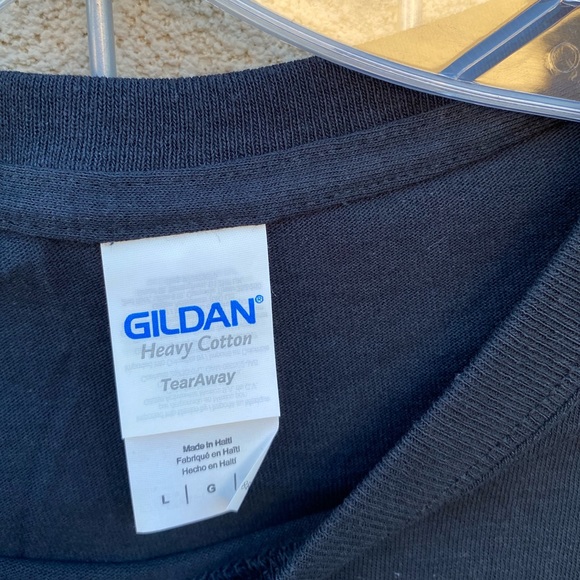 GILDAN®
Heavy Cotton
TearAway
Made in Haiti
Fabriqué en Haïti
Hecho en Haití
L | G |